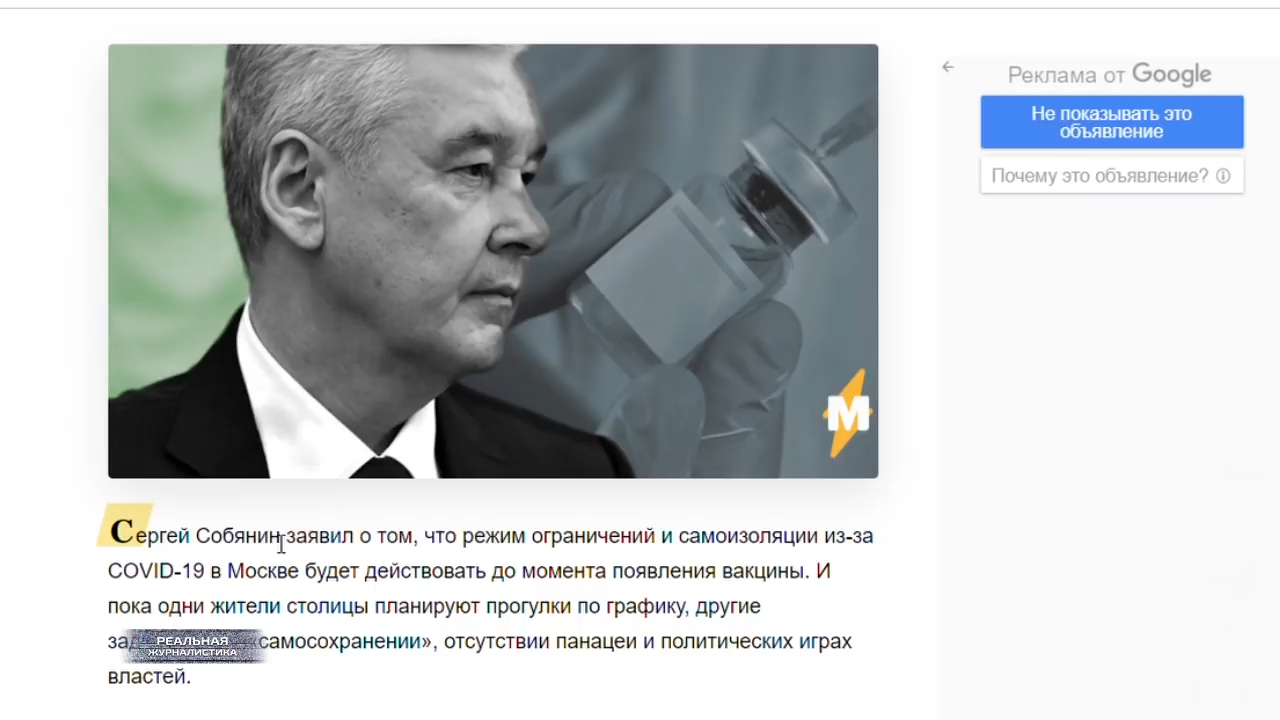 Реклама от Google
Не показывать это
объявление
Почему это объявление?
M
Сергей Собянин заявил о том, что режим ограничений и самоизоляции из-за
COVID-19 в Москве будет действовать до момента появления вакцины. И
пока одни жители столицы планируют прогулки по графику, другие
самосохранении», отсутствии панацеи и политических играх
РЕАЛЬНАЯ
ЖУРНАЛИСТИКА
властей.